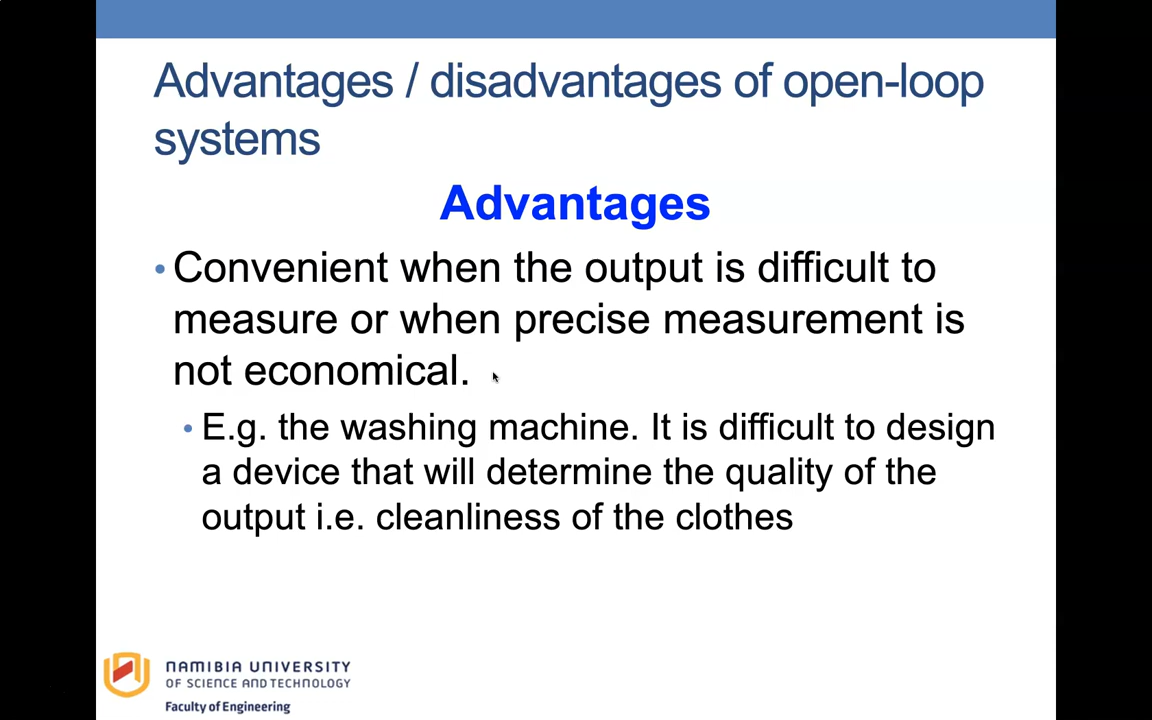 Advantages / disadvantages of open-loop
systems
Advantages
• Convenient when the output is difficult to
measure or when precise measurement is
not economical.
• E.g. the washing machine. It is difficult to design
a device that will determine the quality of the
output i.e. cleanliness of the clothes
NAMIBIA UNIVERSITY
OF SCIENCE AND TECHNOLOGY
Faculty of Engineering